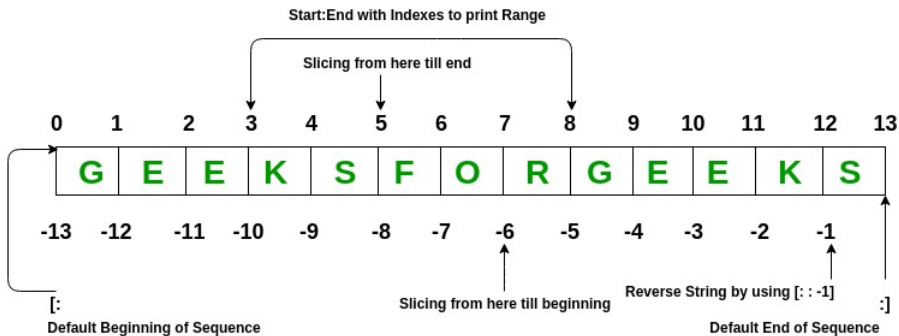 Start:End with Indexes to print Range
Slicing from here till end
0 1 2 3 4 5 6 7 8 9 10 11 12 13
G E E K S F O R G E E K S
-13 -12 -11 -10 -9 -8 -7 -6 -5 -4 -3 -2 -1
[: Slicing from here till beginning Reverse String by using [: : -1] :]
Default Beginning of Sequence Default End of Sequence